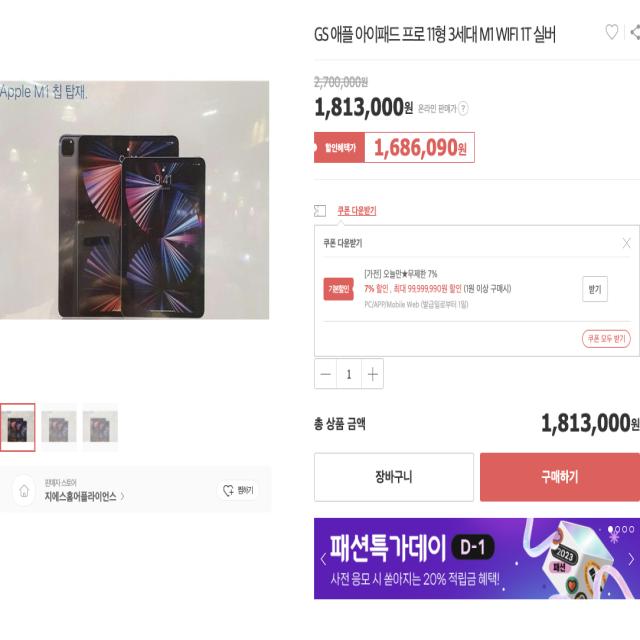 GS 애플 아이패드 프로 11형 3세대 M1 WIFI 1T 실버
Apple M1 칩 탑재.
9:41
2,700,000원
1,813,000원 온라인 판매가 ?
할인혜택가 1,686,090원
쿠폰 다운받기
쿠폰 다운받기
[가전] 오늘만★무제한 7%
기본할인 7% 할인 , 최대 99,999,990원 할인 (1원 이상 구매시) 받기
PC/APP/Mobile Web (발급일로부터 1일)
쿠폰 모두 받기
1
총 상품 금액 1,813,000원
판매자 스토어
지에스홈어플라이언스
찜하기
장바구니 구매하기
패션특가데이 D-1
사전 응모 시 쏟아지는 20% 적립금 혜택!
2023
패션